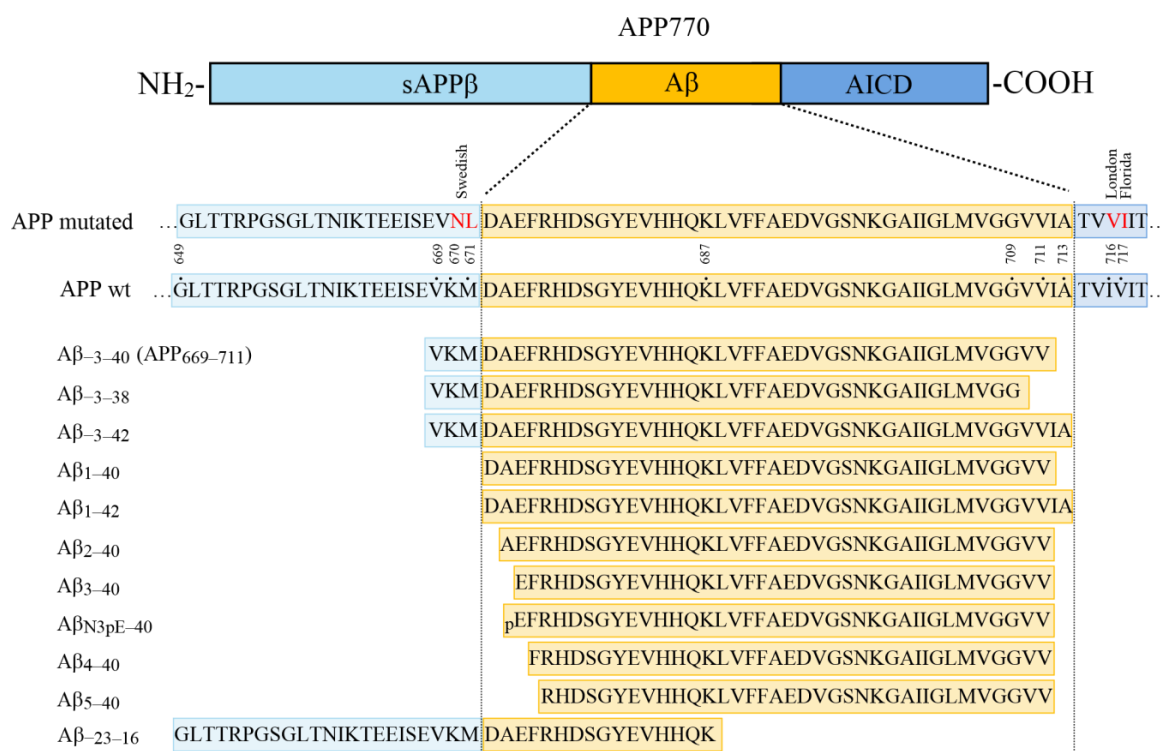 APP770
NH₂- sAPPβ Aβ AICD -COOH
Swedish London Florida
APP mutated ...GLTTRPGSGLTNIKTEEISEVNL DAEFRHDSGYEVHHQKLVFFAEDVGSNKGAIIGLMVGGVVIA TVVIIT...
649 669 670 671 687 709 711 713 716 717
APP wt ...GLTTRPGSGLTNIKTEEISEVKM DAEFRHDSGYEVHHQKLVFFAEDVGSNKGAIIGLMVGGVVIA TVIVIT...
Aβ₋₃₋₄₀ (APP₆₆₉₋₇₁₁) VKM DAEFRHDSGYEVHHQKLVFFAEDVGSNKGAIIGLMVGGVV
Aβ₋₃₋₃₈ VKM DAEFRHDSGYEVHHQKLVFFAEDVGSNKGAIIGLMVGG
Aβ₋₃₋₄₂ VKM DAEFRHDSGYEVHHQKLVFFAEDVGSNKGAIIGLMVGGVVIA
Aβ₁₋₄₀ DAEFRHDSGYEVHHQKLVFFAEDVGSNKGAIIGLMVGGVV
Aβ₁₋₄₂ DAEFRHDSGYEVHHQKLVFFAEDVGSNKGAIIGLMVGGVVIA
Aβ₂₋₄₀ AEFRHDSGYEVHHQKLVFFAEDVGSNKGAIIGLMVGGVV
Aβ₃₋₄₀ EFRHDSGYEVHHQKLVFFAEDVGSNKGAIIGLMVGGVV
AβN3pE–40 pEFRHDSGYEVHHQKLVFFAEDVGSNKGAIIGLMVGGVV
Aβ₄₋₄₀ FRHDSGYEVHHQKLVFFAEDVGSNKGAIIGLMVGGVV
Aβ₅₋₄₀ RHDSGYEVHHQKLVFFAEDVGSNKGAIIGLMVGGVV
Aβ₋₂₃₋₁₆ GLTTRPGSGLTNIKTEEISEVKM DAEFRHDSGYEVHHQK